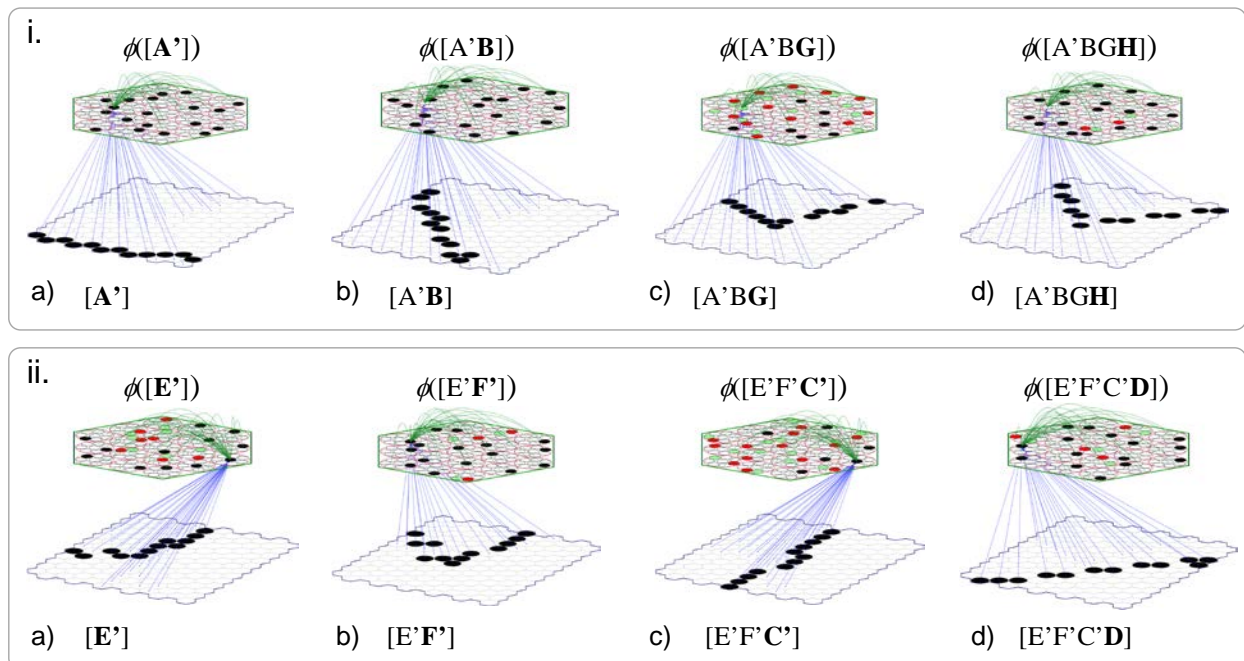 i.
ϕ([A’]) ϕ([A’B]) ϕ([A’BG]) ϕ([A’BGH])
a) [A’] b) [A’B] c) [A’BG] d) [A’BGH]
ii.
ϕ([E’]) ϕ([E'F’]) ϕ([E'F'C’]) ϕ([E'F'C'D])
a) [E’] b) [E'F’] c) [E'F'C’] d) [E'F'C'D]